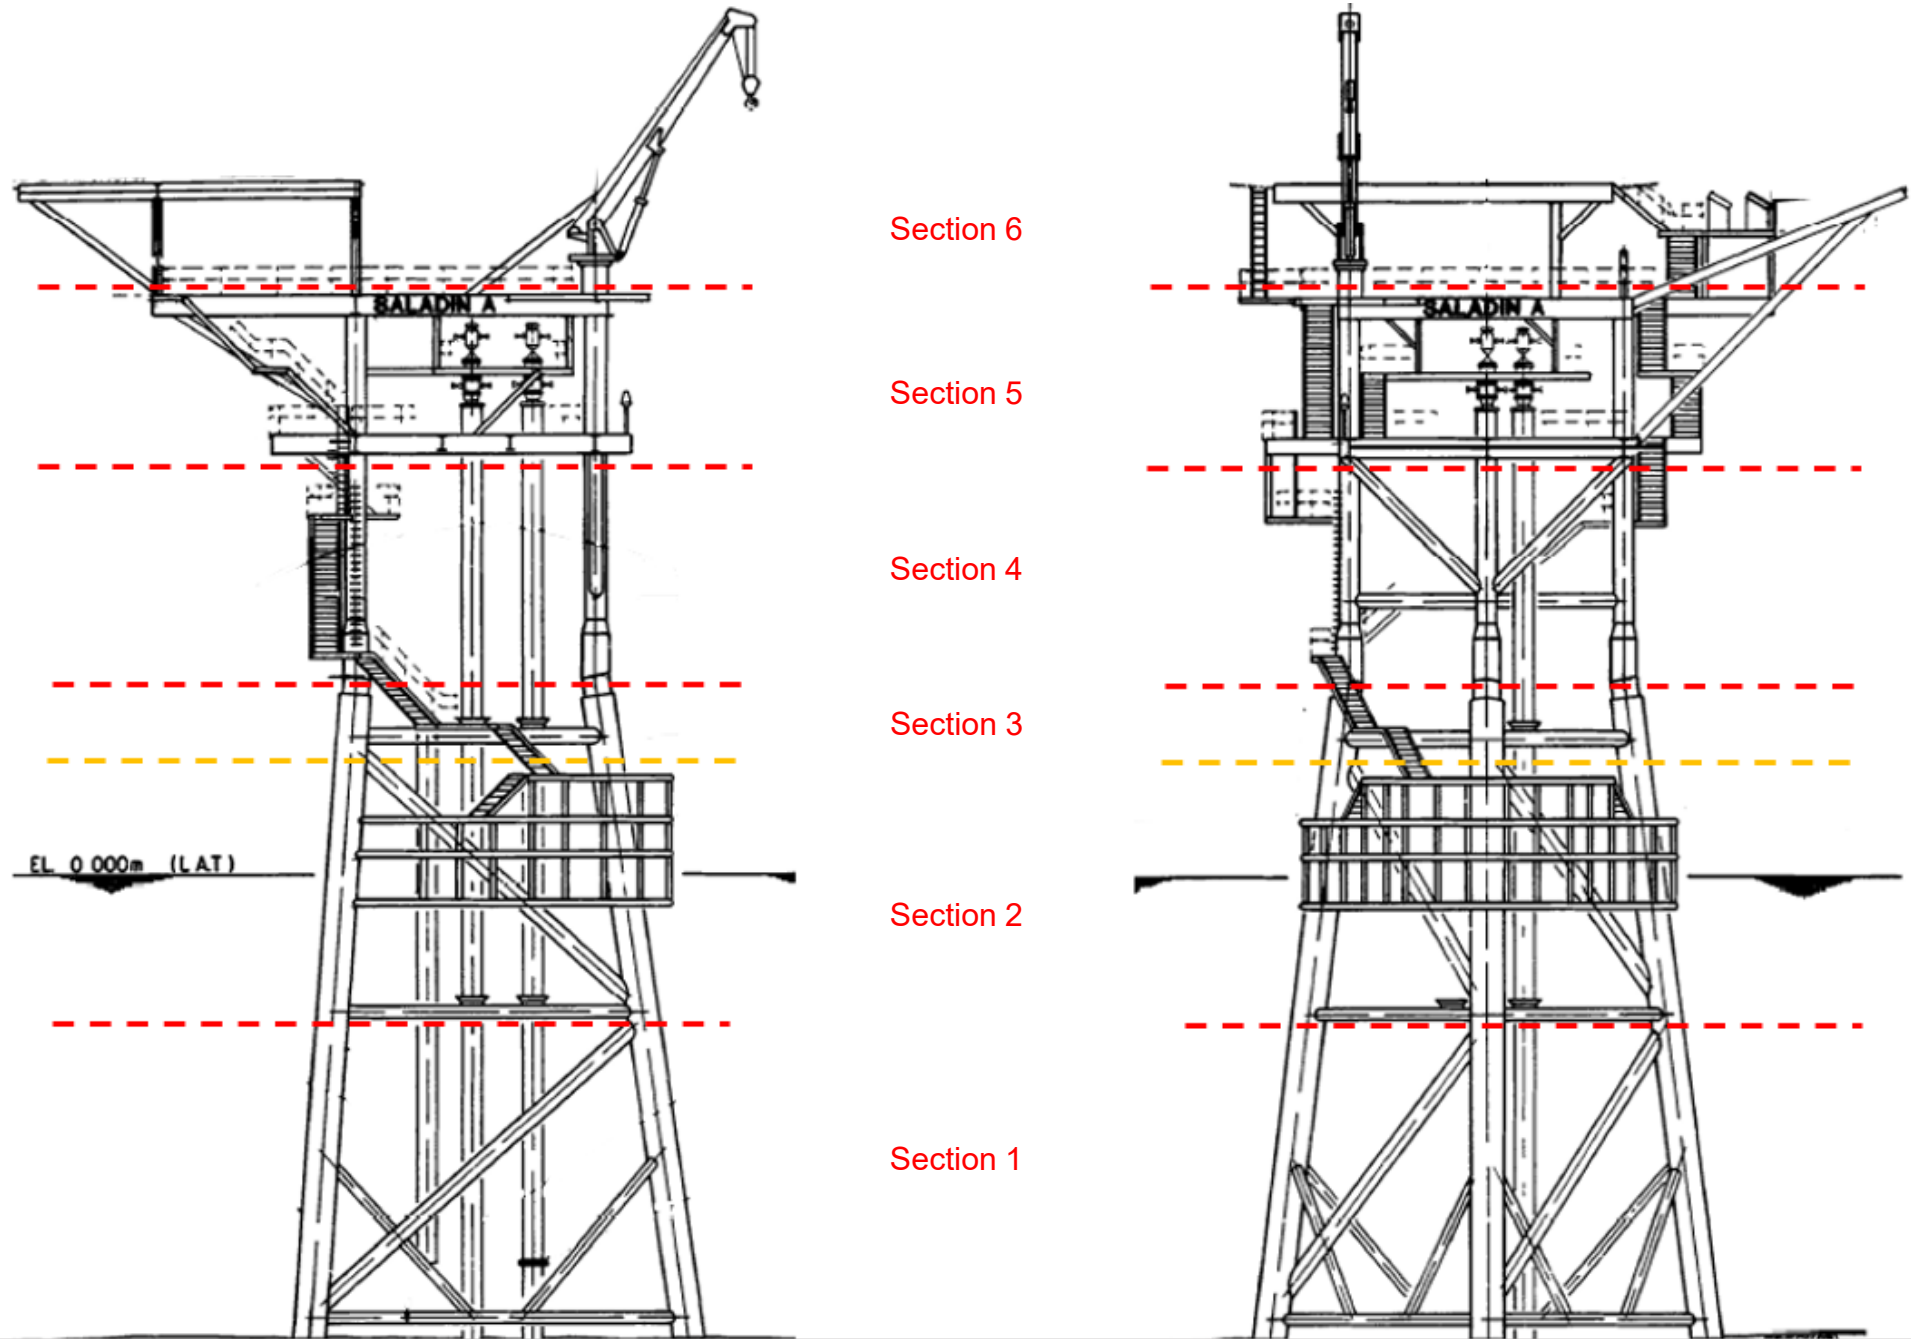 Section 6
SALADIN A
SALADIN A
Section 5
Section 4
Section 3
EL. 0 000m (L.A.T)
Section 2
Section 1